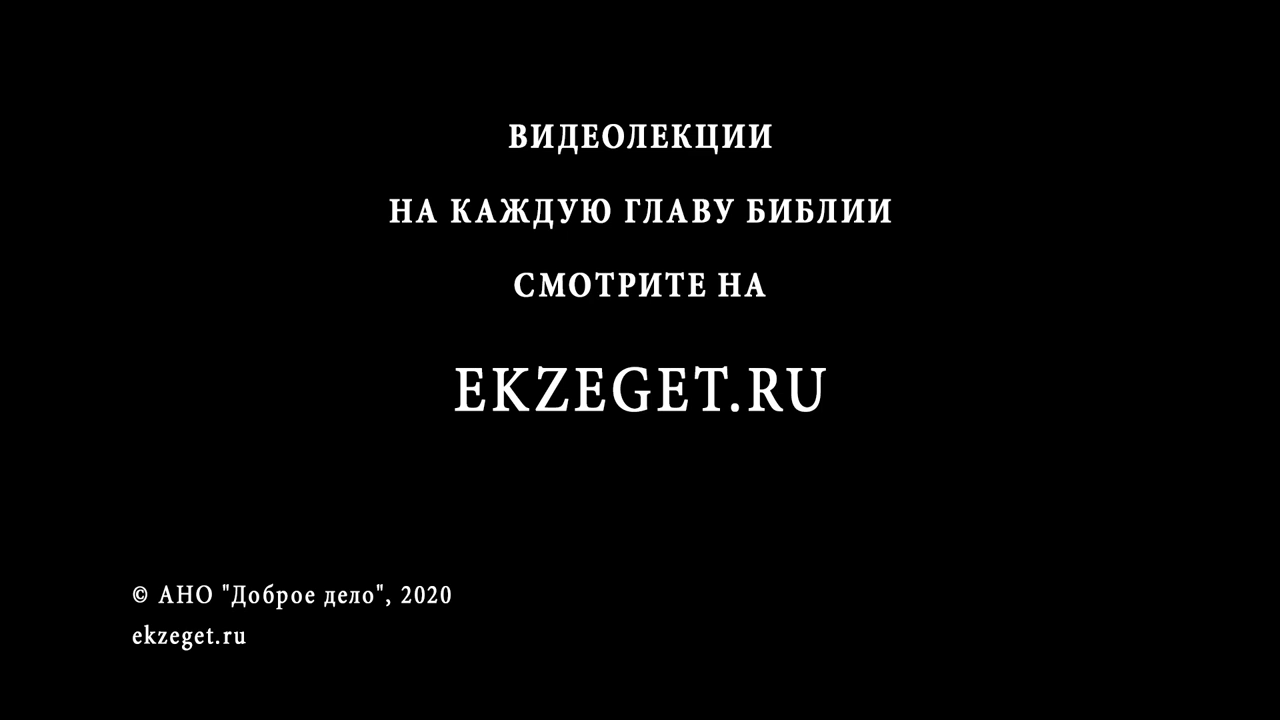 ВИДЕОЛЕКЦИИ
НА КАЖДУЮ ГЛАВУ БИБЛИИ
СМОТРИТЕ НА
EKZEGET.RU
© АНО "Доброе дело", 2020
ekzeget.ru